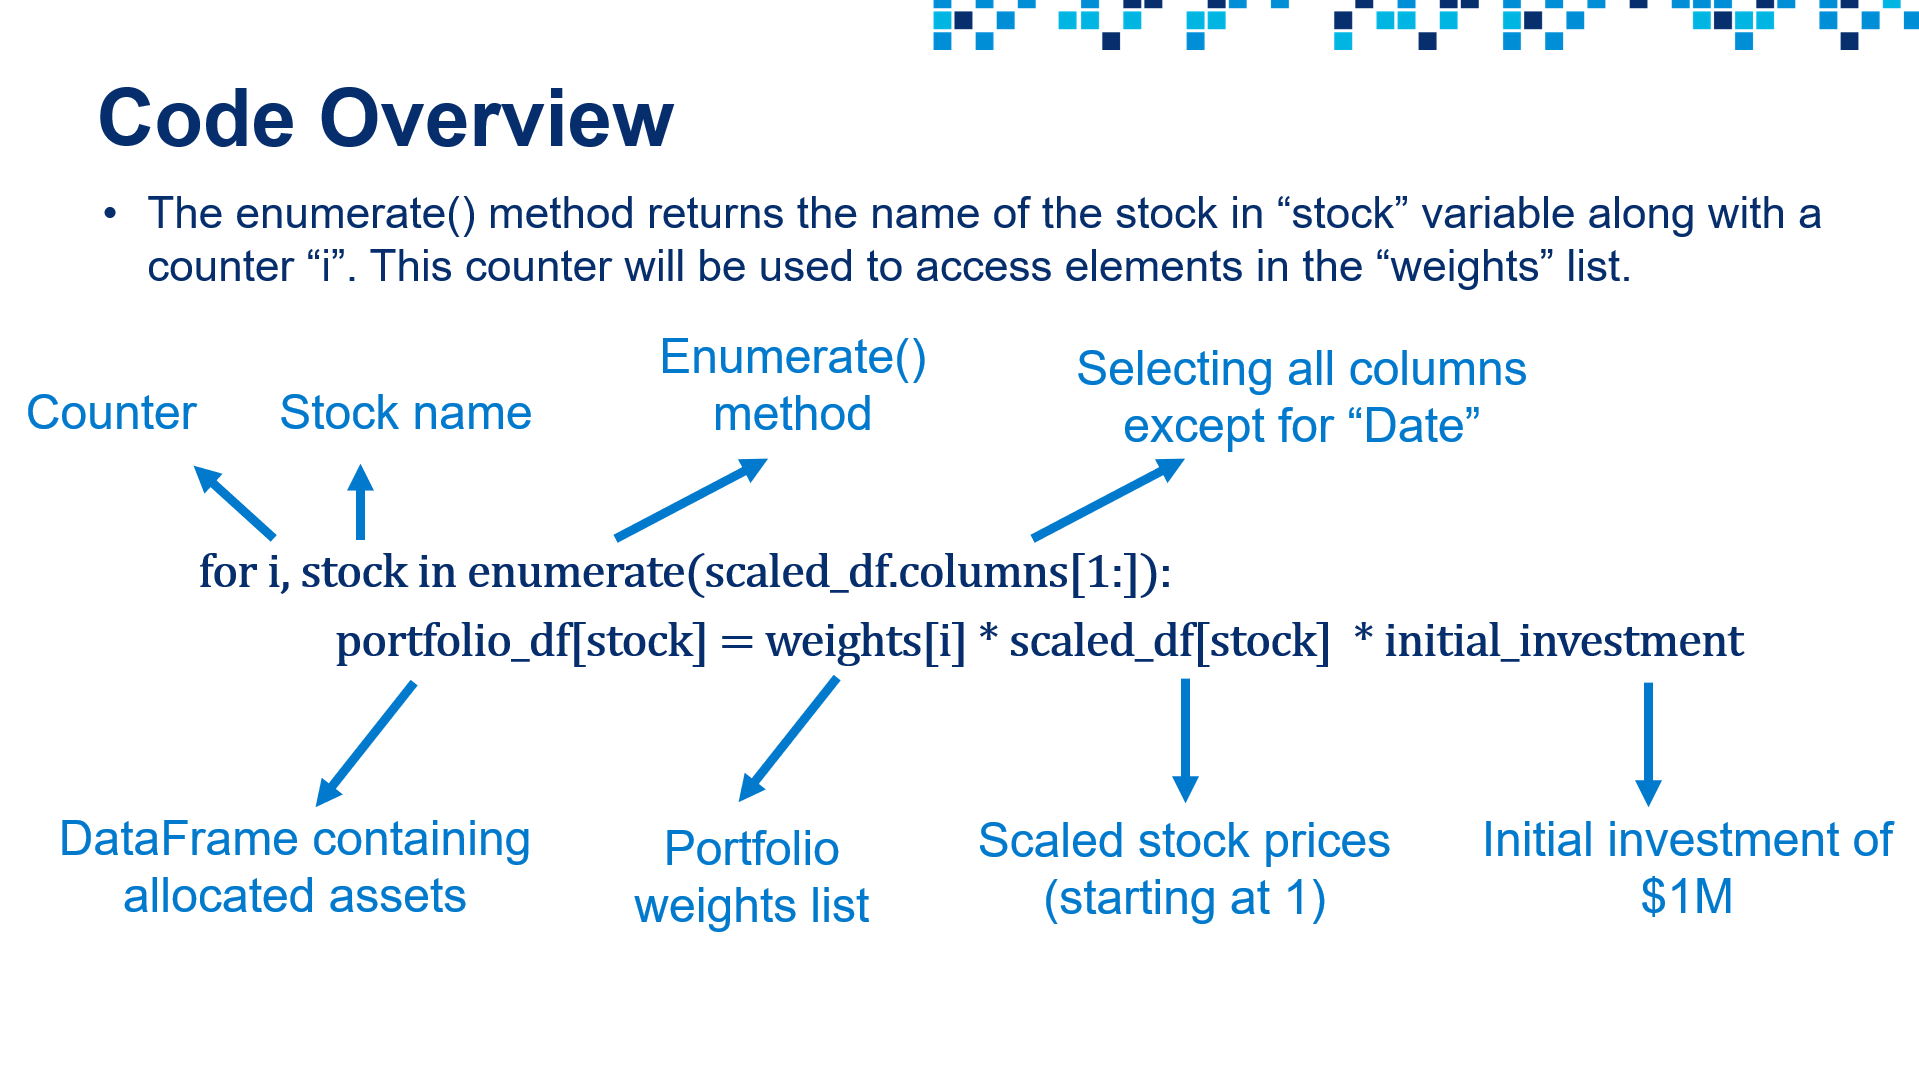 Code Overview
• The enumerate() method returns the name of the stock in “stock” variable along with a
counter “i”. This counter will be used to access elements in the “weights” list.
Counter
Stock name
Enumerate()
method
Selecting all columns
except for “Date”
for i, stock in enumerate(scaled_df.columns[1:]):
portfolio_df[stock] = weights[i] * scaled_df[stock]  * initial_investment
DataFrame containing
allocated assets
Portfolio
weights list
Scaled stock prices
(starting at 1)
Initial investment of
$1M